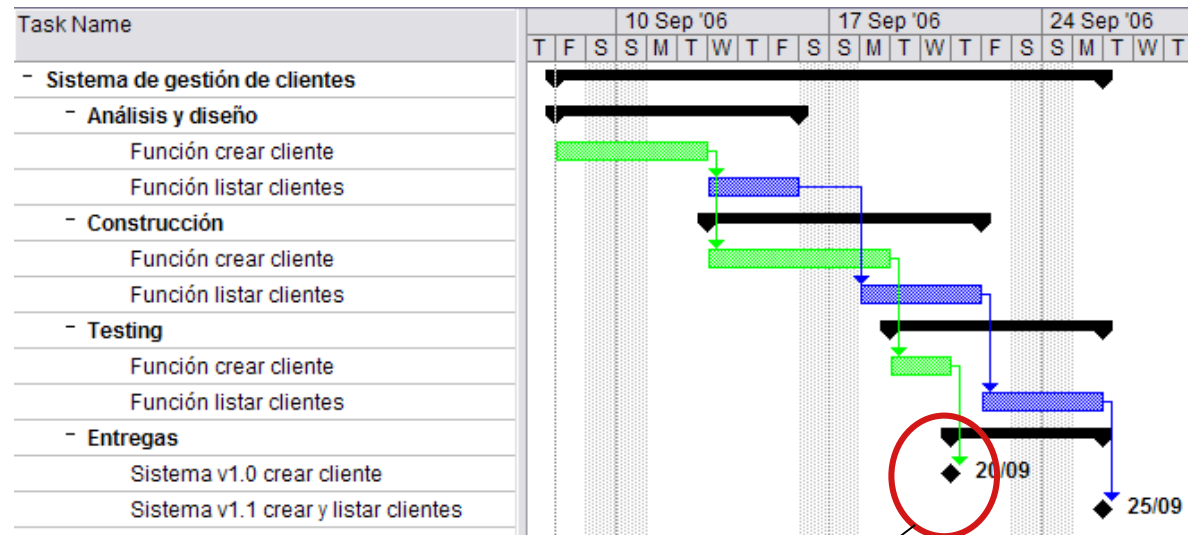 Task Name
10 Sep '06 17 Sep '06 24 Sep '06
T F S S M T W T F S S M T W T F S S M T W T
- Sistema de gestión de clientes
- Análisis y diseño
Función crear cliente
Función listar clientes
- Construcción
Función crear cliente
Función listar clientes
- Testing
Función crear cliente
Función listar clientes
- Entregas
Sistema v1.0 crear cliente 20/09
Sistema v1.1 crear y listar clientes 25/09